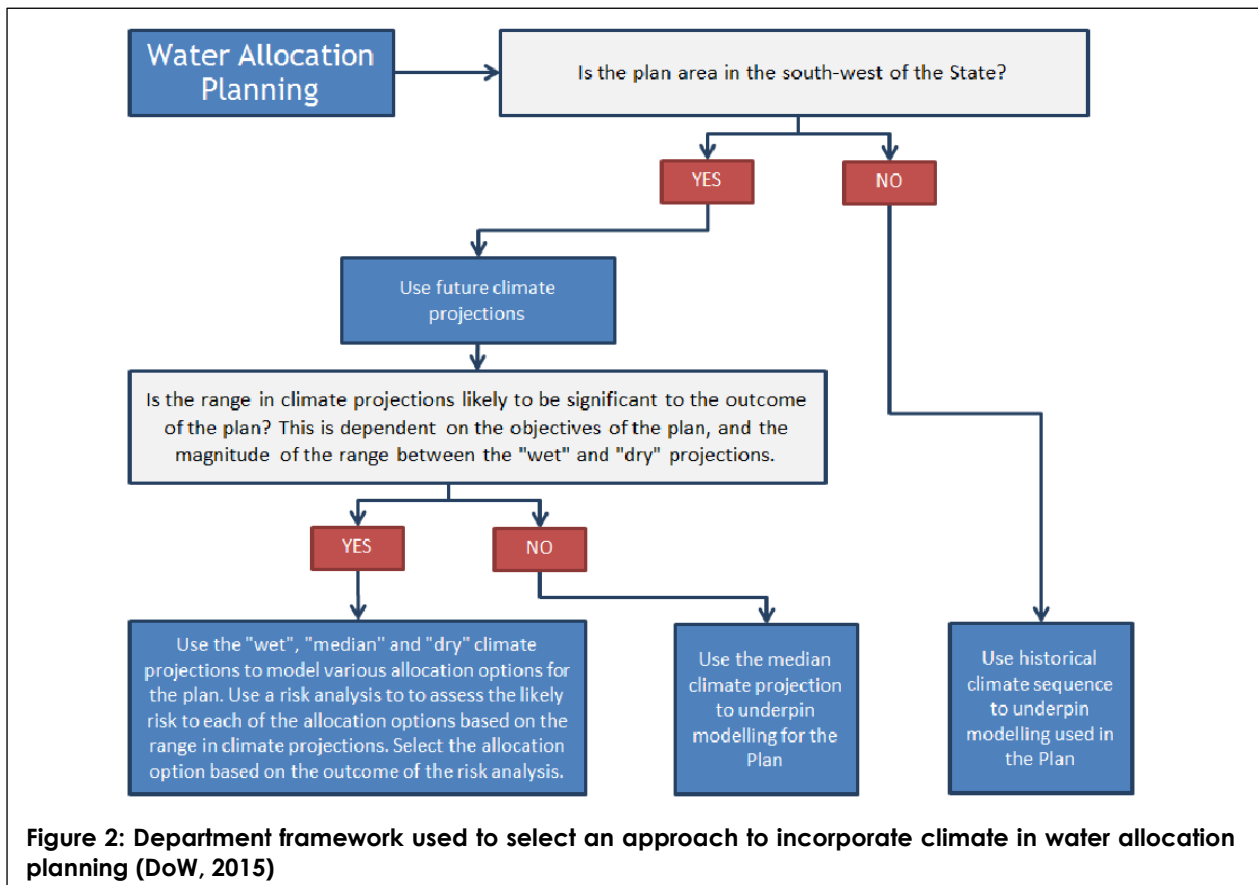 Water Allocation
Planning
Is the plan area in the south-west of the State?
YES
NO
Use future climate
projections
Is the range in climate projections likely to be significant to the outcome
of the plan? This is dependent on the objectives of the plan, and the
magnitude of the range between the "wet" and "dry" projections.
YES
NO
Use the "wet", "median" and "dry" climate
projections to model various allocation options for
the plan. Use a risk analysis to to assess the likely
risk to each of the allocation options based on the
range in climate projections. Select the allocation
option based on the outcome of the risk analysis.
Use the median
climate projection
to underpin
modelling for the
Plan
Use historical
climate sequence
to underpin
modelling used in
the Plan
Figure 2: Department framework used to select an approach to incorporate climate in water allocation
planning (DoW, 2015)